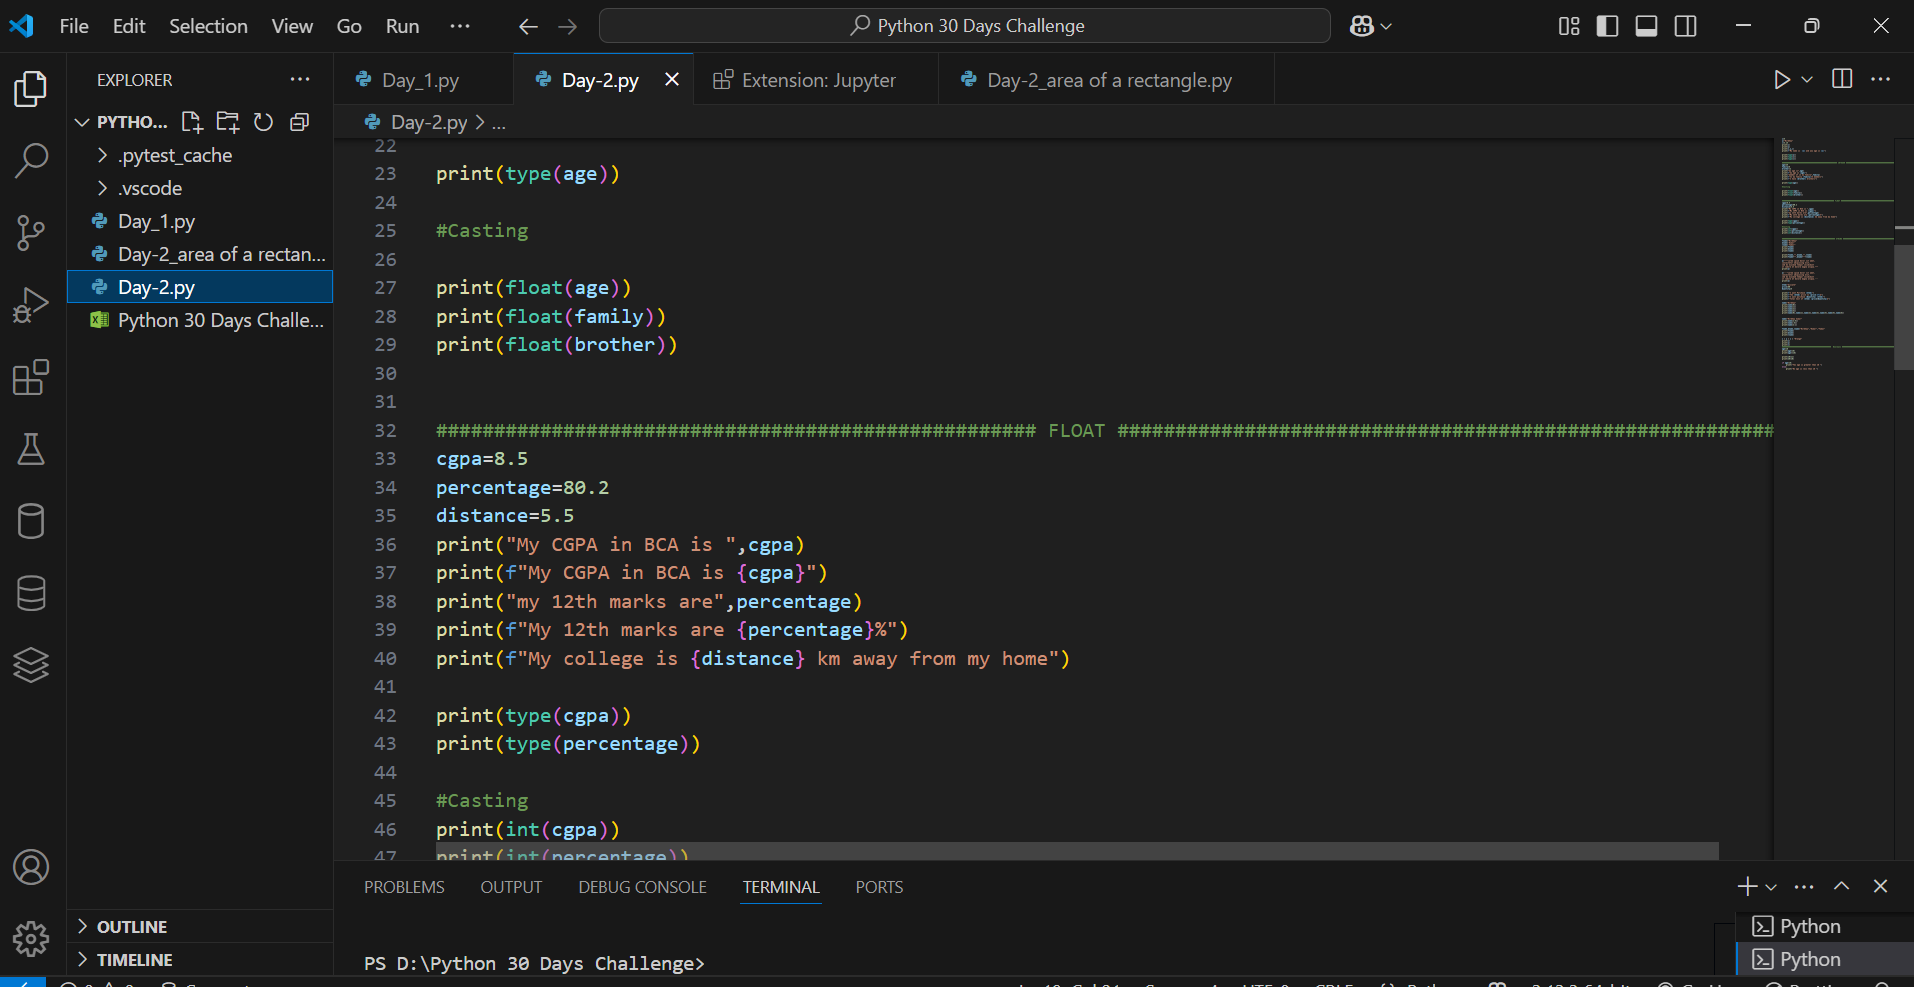 File Edit Selection View Go Run ··· Python 30 Days Challenge
EXPLORER ···
PYTHO...
.pytest_cache
.vscode
Day_1.py
Day-2_area of a rectan...
Day-2.py
Python 30 Days Challe...
OUTLINE
TIMELINE
Day_1.py Day-2.py Extension: Jupyter Day-2_area of a rectangle.py
Day-2.py > ...
22
23 print(type(age))
24
25 #Casting
26
27 print(float(age))
28 print(float(family))
29 print(float(brother))
30
31
32 #################################################### FLOAT #########################################################
33 cgpa=8.5
34 percentage=80.2
35 distance=5.5
36 print("My CGPA in BCA is ",cgpa)
37 print(f"My CGPA in BCA is {cgpa}")
38 print("my 12th marks are",percentage)
39 print(f"My 12th marks are {percentage}%")
40 print(f"My college is {distance} km away from my home")
41
42 print(type(cgpa))
43 print(type(percentage))
44
45 #Casting
46 print(int(cgpa))
47 print(int(percentage))
PROBLEMS OUTPUT DEBUG CONSOLE TERMINAL PORTS
PS D:\Python 30 Days Challenge>
Python
Python